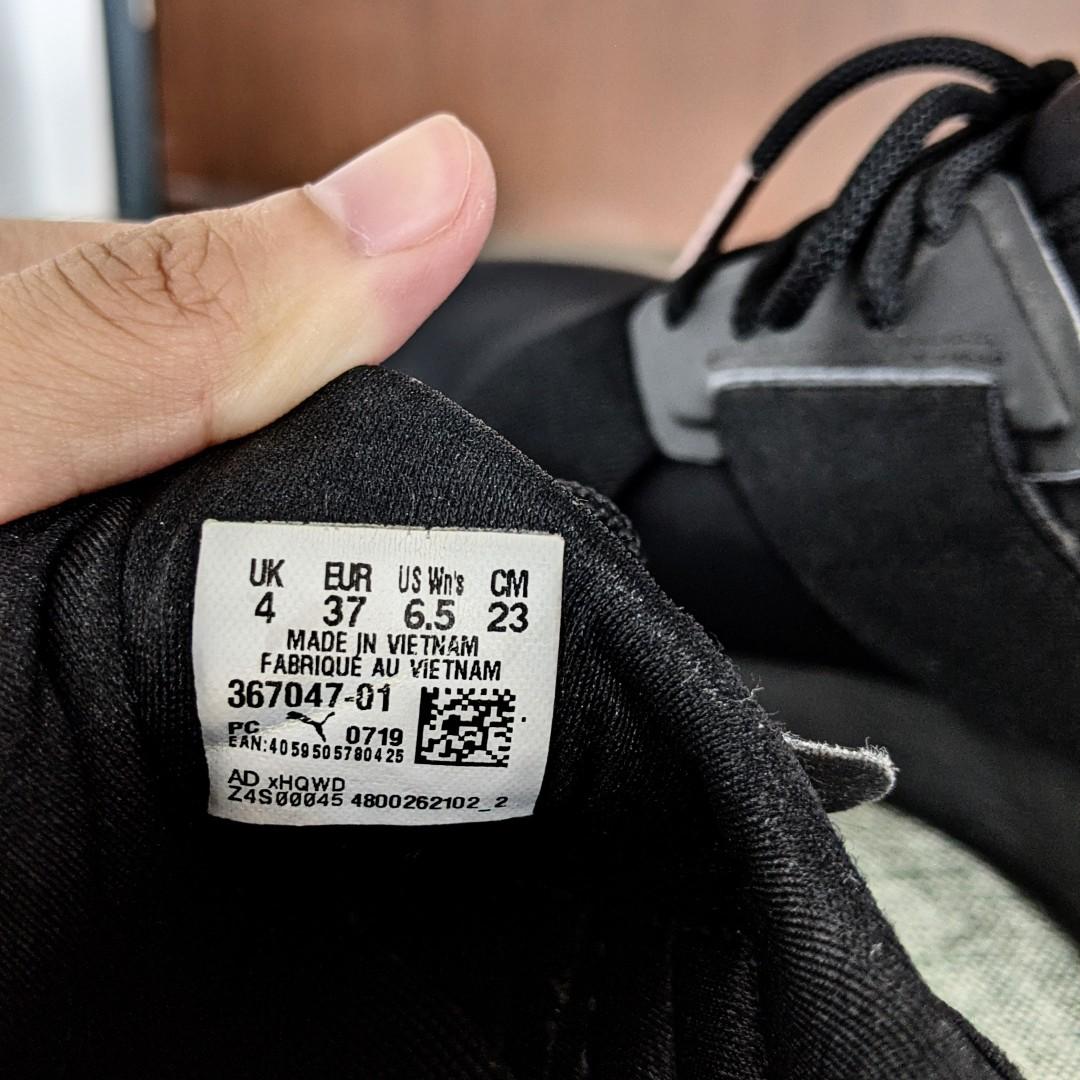 UK EUR US Wn's CM
4 37 6.5 23
MADE IN VIETNAM
FABRIQUÉ AU VIETNAM
367047-01
PC 0719
EAN:4059505780425
AD xHQWD
Z4S00045 4800262102_2